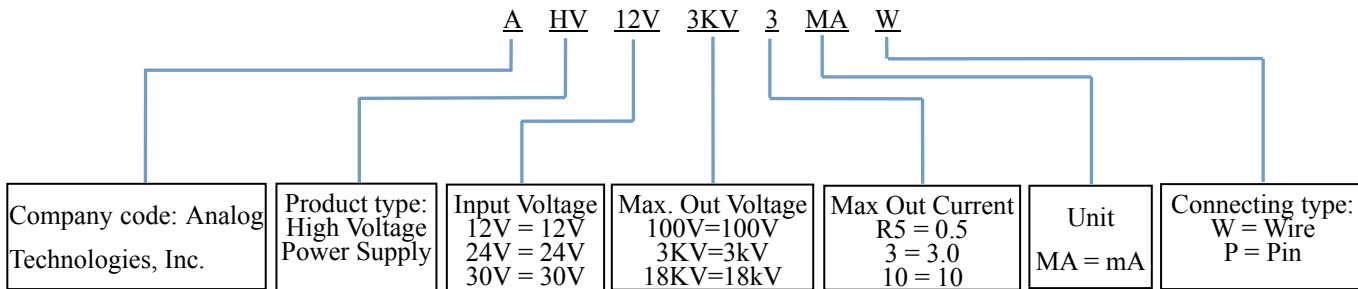 A HV 12V 3KV 3 MA W
Company code: Analog
Technologies, Inc.
Product type:
High Voltage
Power Supply
Input Voltage
12V = 12V
24V = 24V
30V = 30V
Max. Out Voltage
100V=100V
3KV=3kV
18KV=18kV
Max Out Current
R5 = 0.5
3 = 3.0
10 = 10
Unit
MA = mA
Connecting type:
W = Wire
P = Pin